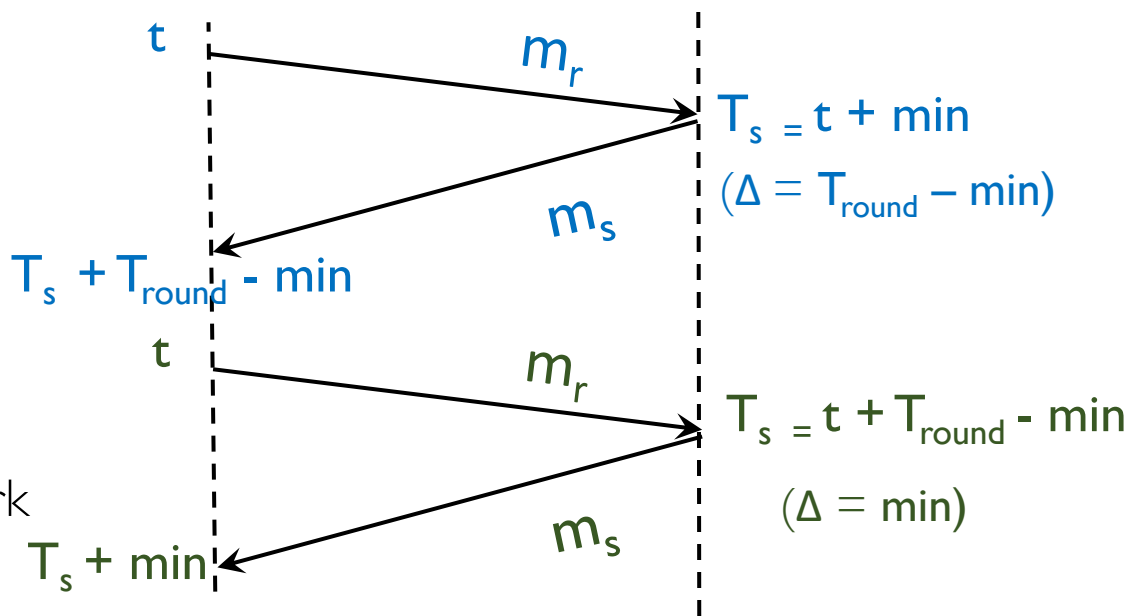 t
m_r
T_s = t + min
(Δ = T_round – min)
m_s
T_s + T_round - min
t
m_r
T_s = t + T_round - min
(Δ = min)
m_s
T_s + min